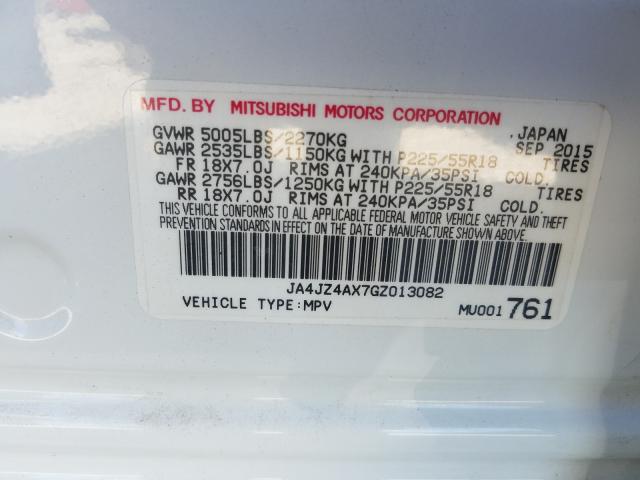 MFD. BY MITSUBISHI MOTORS CORPORATION
GVWR 5005LBS/2270KG , JAPAN
GAWR 2535LBS/1150KG WITH P225/55R18 SEP 2015
FR 18X7.0J RIMS AT 240KPA/35PSI COLD. TIRES
GAWR 2756LBS/1250KG WITH P225/55R18 TIRES
RR 18X7.0J RIMS AT 240KPA/35PSI COLD.
THIS VEHICLE CONFORMS TO ALL APPLICABLE FEDERAL MOTOR VEHICLE SAFETY AND THEFT
PREVENTION STANDARDS IN EFFECT ON THE DATE OF MANUFACTURE SHOWN ABOVE.
JA4JZ4AX7GZ013082
VEHICLE TYPE:MPV MU001761